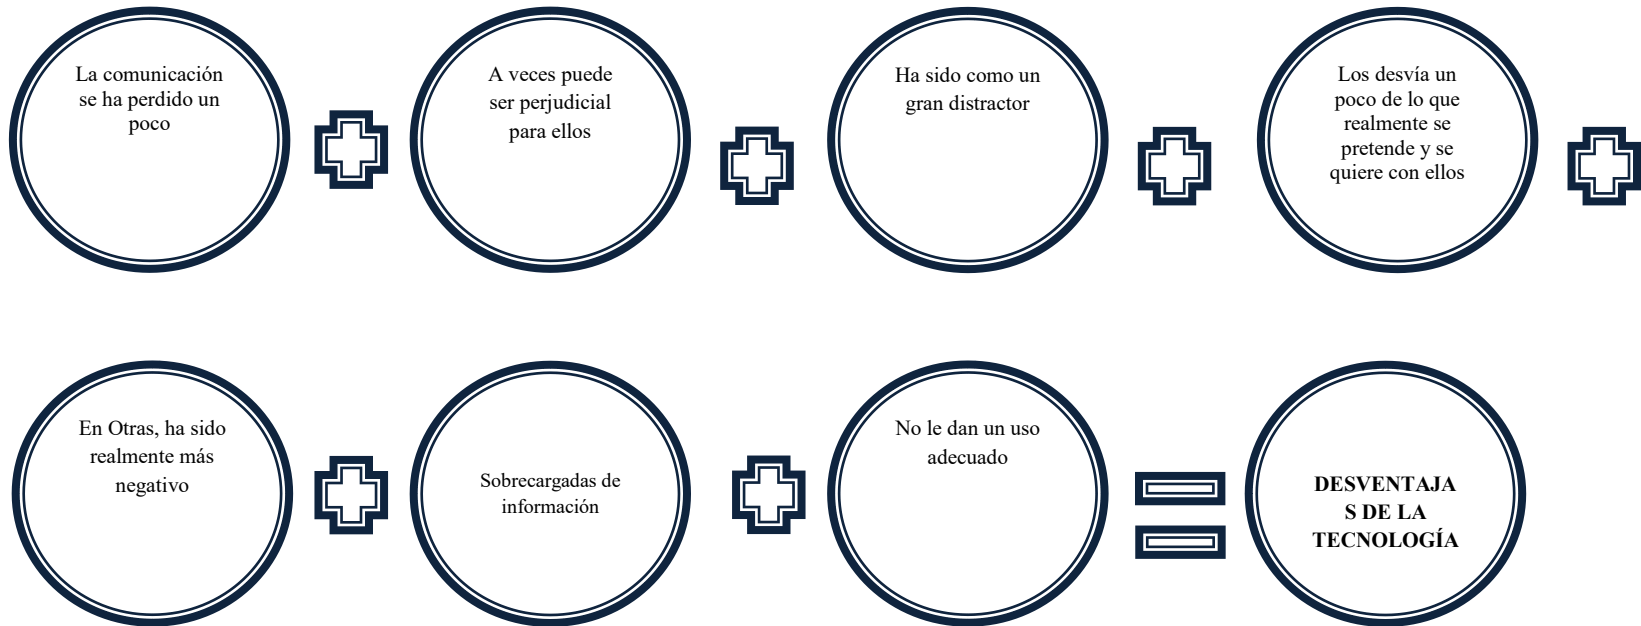 La comunicación
se ha perdido un
poco
A veces puede
ser perjudicial
para ellos
Ha sido como un
gran distractor
Los desvía un
poco de lo que
realmente se
pretende y se
quiere con ellos
En Otras, ha sido
realmente más
negativo
Sobrecargadas de
información
No le dan un uso
adecuado
DESVENTAJA
S DE LA
TECNOLOGÍA